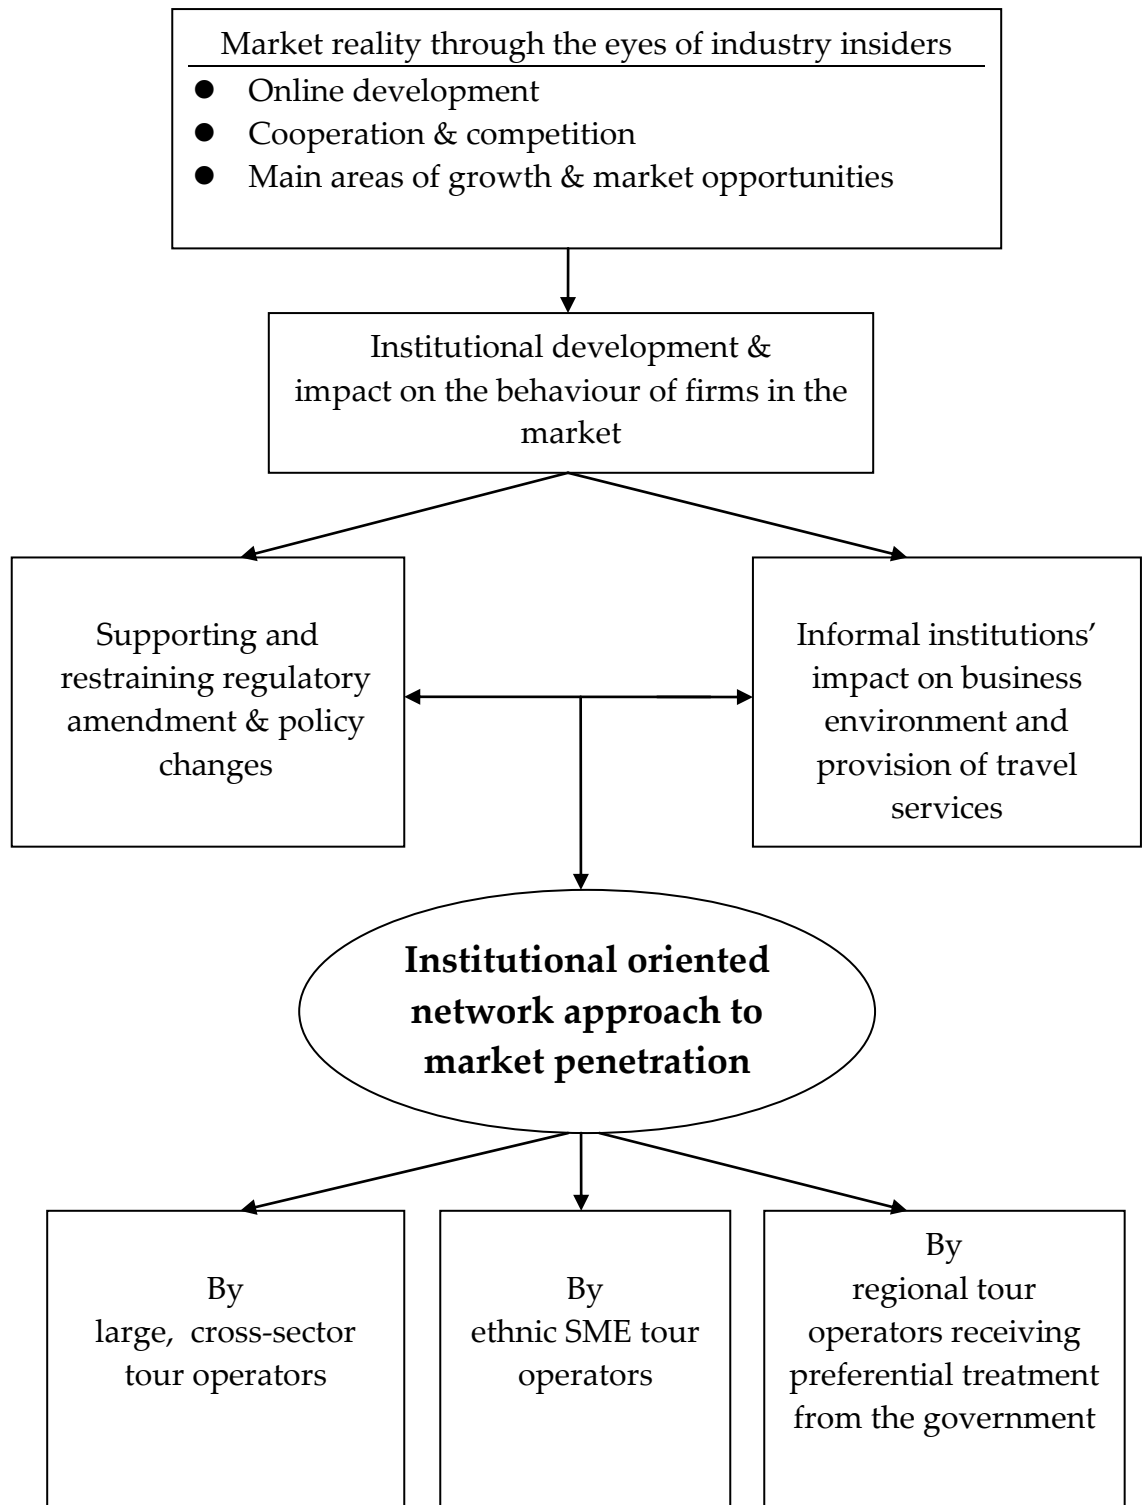 Market reality through the eyes of industry insiders
● Online development
● Cooperation & competition
● Main areas of growth & market opportunities
Institutional development &
impact on the behaviour of firms in the
market
Supporting and
restraining regulatory
amendment & policy
changes
Informal institutions’
impact on business
environment and
provision of travel
services
Institutional oriented
network approach to
market penetration
By
large, cross-sector
tour operators
By
ethnic SME tour
operators
By
regional tour
operators receiving
preferential treatment
from the government